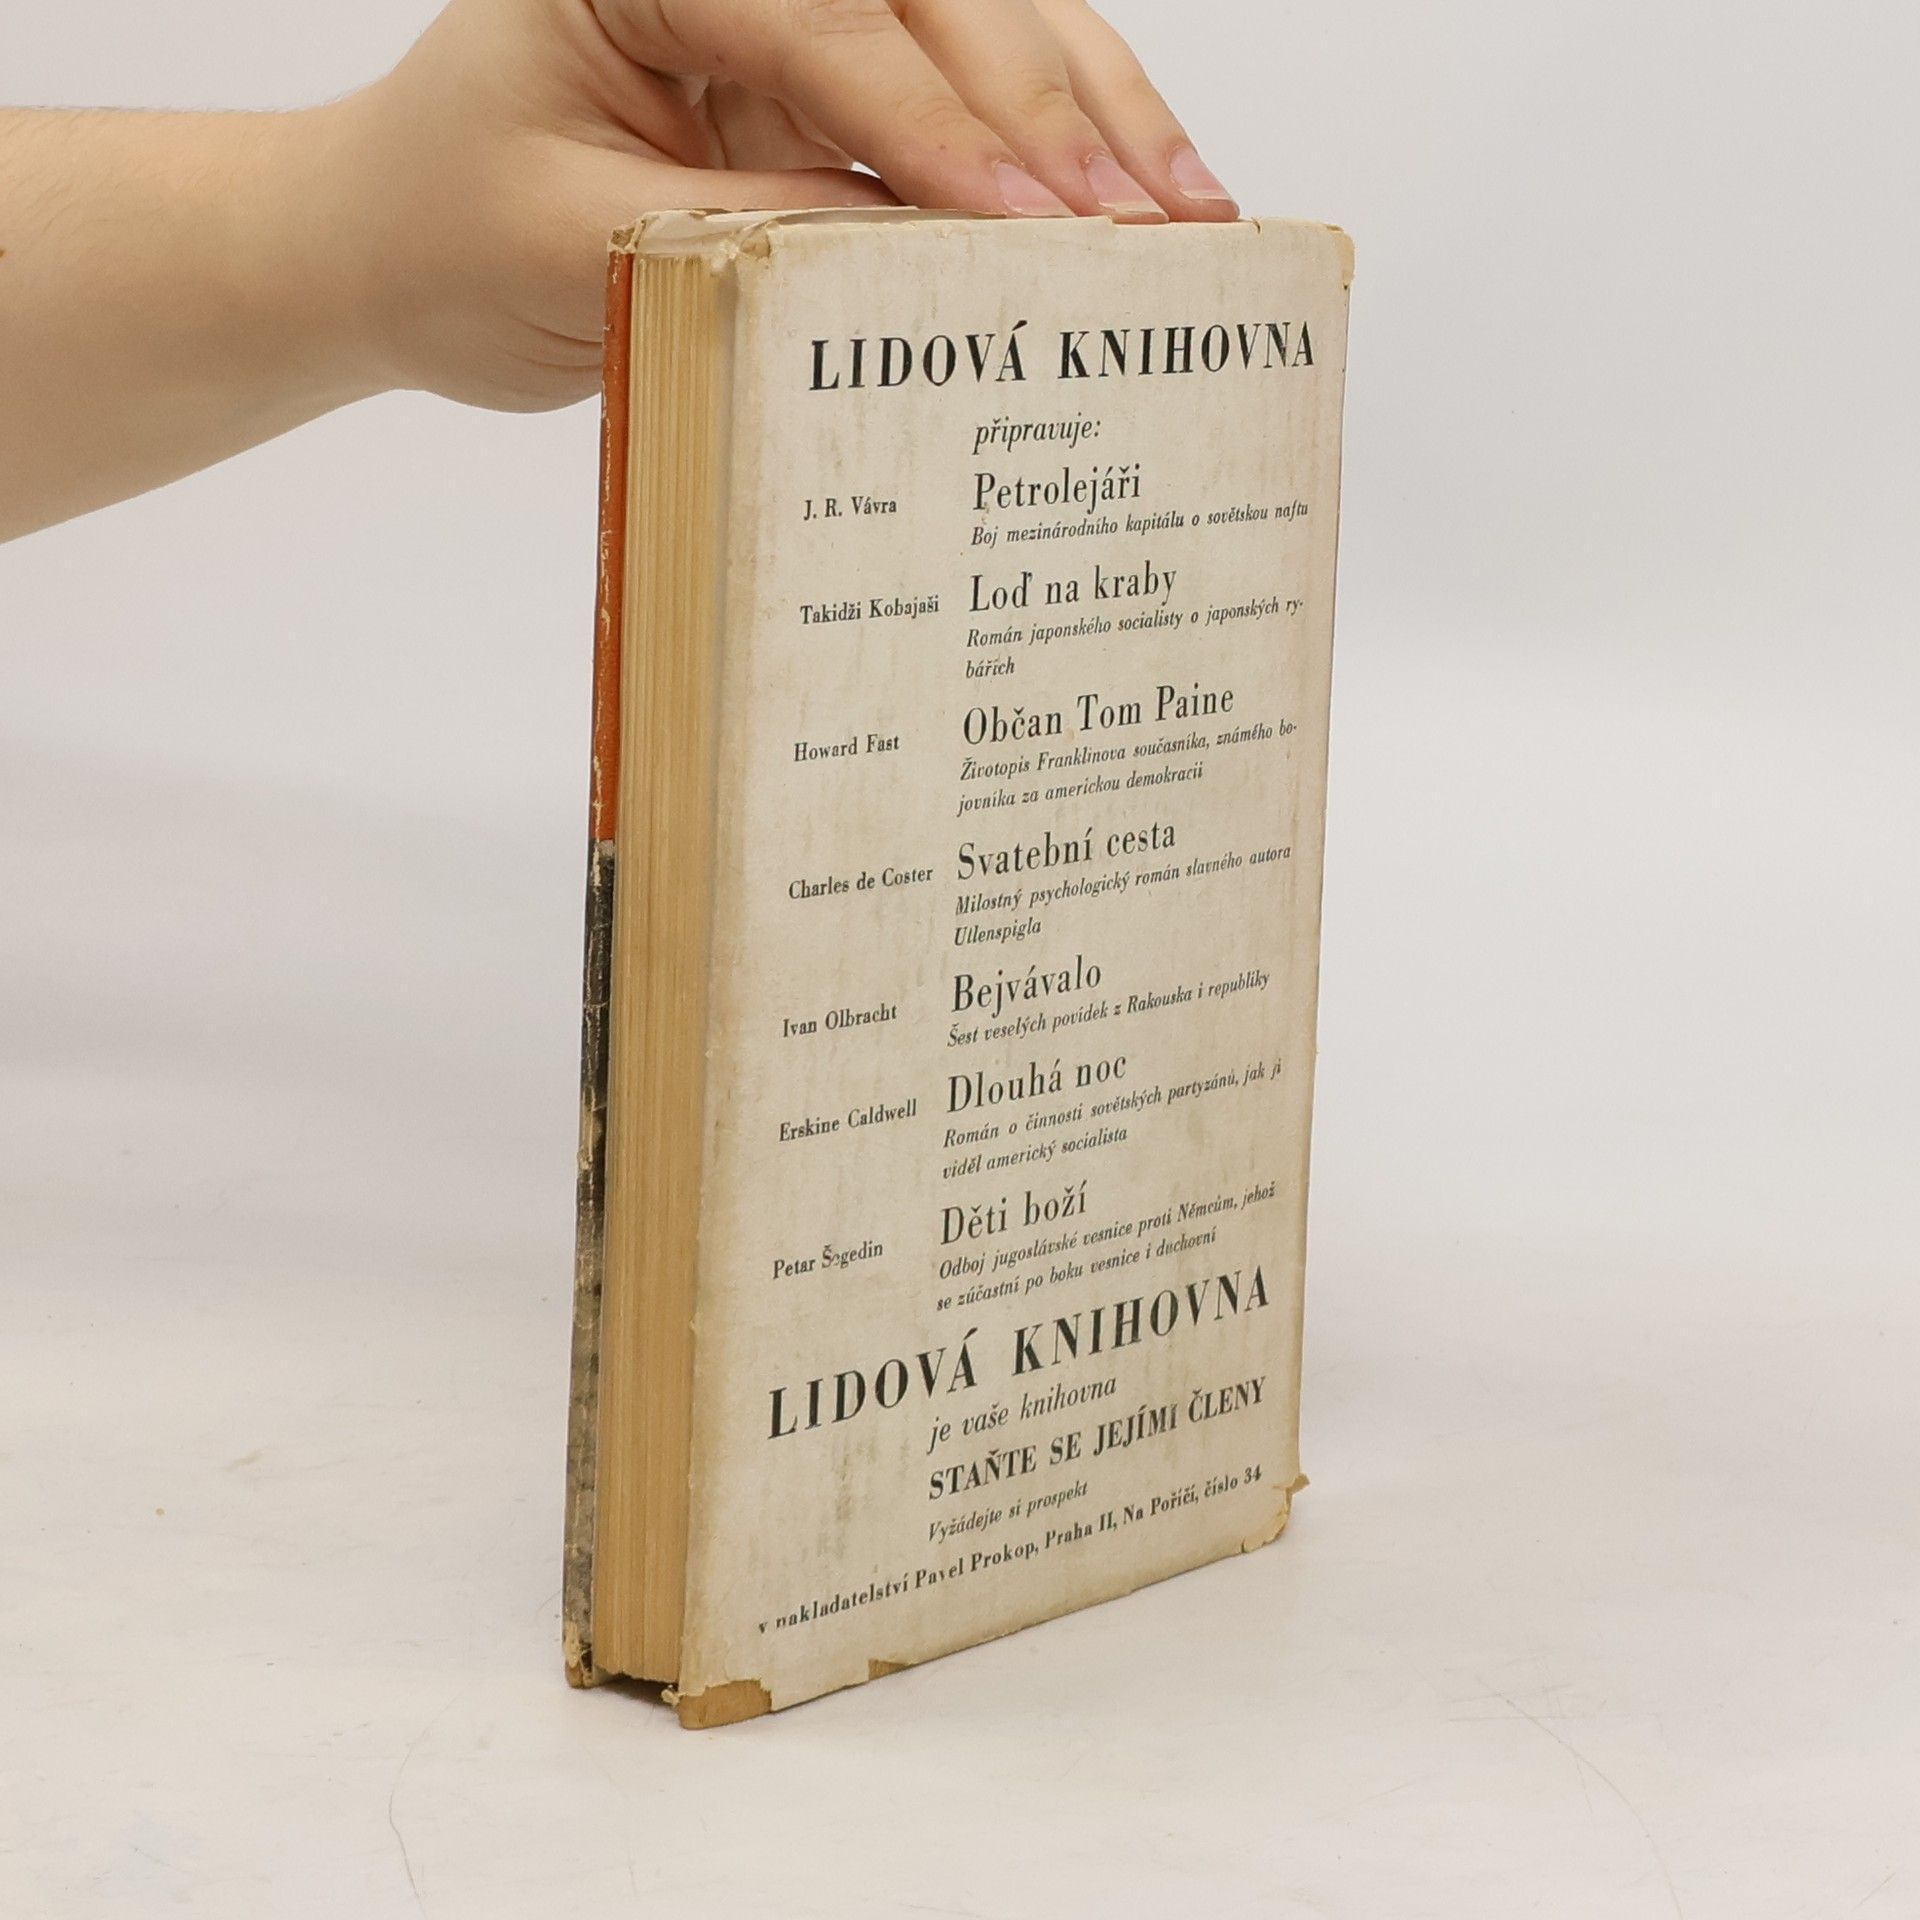 LIDOVÁ KNIHOVNA
připravuje:
J. R. Vávra
Petrolejáři
Boj mezinárodního kapitálu o sovětskou naftu
Takidži Kobajaši
Loď na kraby
Román japonského socialisty o japonských ry-
bářích
Howard Fast
Občan Tom Paine
Životopis Franklinova současníka, známého bo-
jovníka za americkou demokracii
Charles de Coster
Svatební cesta
Milostný psychologický román slavného autora
Utlenspigla
Ivan Olbracht
Bejvávalo
Šest veselých povídek z Rakouska i republiky
Erskine Caldwell
Dlouhá noc
Román o činnosti sovětských partyzánů, jak ji
viděl americký socialista
Petar Šegedin
Děti boží
Odboj jugoslávské vesnice proti Němcům, jehož
se zúčastní po boku vesnice i duchovní
LIDOVÁ KNIHOVNA
je vaše knihovna
STAŇTE SE JEJÍMI ČLENY
Vyžádejte si prospekt
v nakladatelství Pavel Prokop, Praha II, Na Poříčí, číslo 34